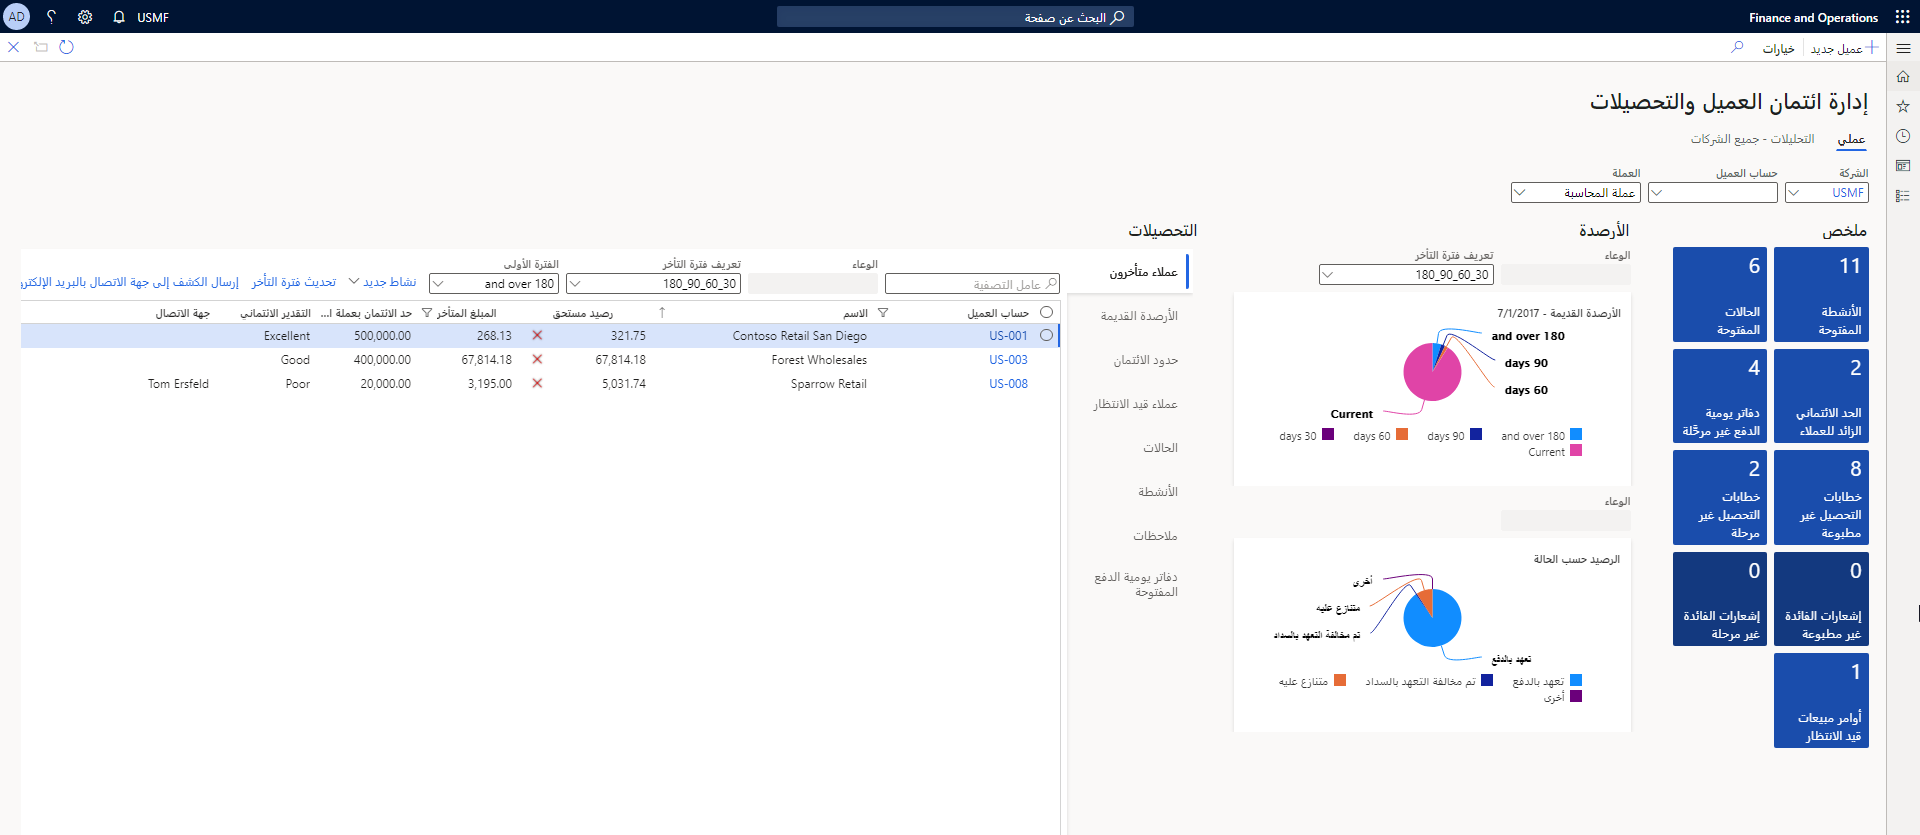 Finance and Operations
البحث عن صفحة
USMF
؟
AD
عميل جديد
خيارات
إدارة ائتمان العميل والتحصيلات
عملي
التحليلات - جميع الشركات
الشركة
حساب العميل
العملة
USMF
عملة المحاسبة
ملخص
11
الأنشطة
المفتوحة
6
الحالات
المفتوحة
2
الحد الائتماني
الزائد للعملاء
4
دفاتر يومية
الدفع غير مرحّلة
8
خطابات
التحصيل غير
مطبوعة
2
خطابات
التحصيل غير
مرحلة
0
إشعارات الفائدة
غير مطبوعة
0
إشعارات الفائدة
غير مرحلة
1
أوامر مبيعات
قيد الانتظار
الأرصدة
الوعاء
تعريف فترة التأخر
180_90_60_30
الأرصدة القديمة - 7/1/2017
and over 180
days 90
days 60
Current
and over 180
days 90
days 60
days 30
Current
الوعاء
الرصيد حسب الحالة
أخرى
متنازع عليه
تم مخالفة التعهد بالسداد
تعهد بالدفع
تعهد بالدفع
تم مخالفة التعهد بالسداد
متنازع عليه
أخرى
التحصيلات
عملاء متأخرون
الأرصدة القديمة
حدود الائتمان
عملاء قيد الانتظار
الحالات
الأنشطة
ملاحظات
دفاتر يومية الدفع
المفتوحة
عامل التصفية
الوعاء
تعريف فترة التأخر
180_90_60_30
الفترة الأولى
and over 180
نشاط جديد
تحديث فترة التأخر
إرسال الكشف إلى جهة الاتصال بالبريد الإلكترو
حساب العميل
الاسم
رصيد مستحق
المبلغ المتأخر
حد الائتمان بعملة ا...
التقدير الائتماني
جهة الاتصال
US-001
Contoso Retail San Diego
321.75
268.13
500,000.00
Excellent
US-003
Forest Wholesales
67,814.18
67,814.18
400,000.00
Good
US-008
Sparrow Retail
5,031.74
3,195.00
20,000.00
Poor
Tom Ersfeld